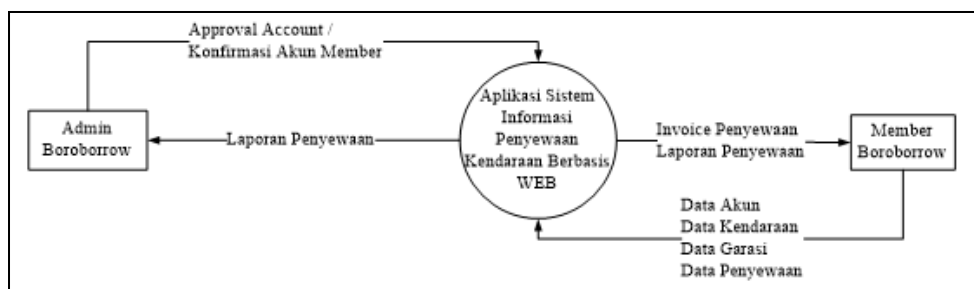 Approval Account /
Konfirmasi Akun Member
Admin
Boroborrow
Laporan Penyewaan
Aplikasi Sistem
Informasi
Penyewaan
Kendaraan Berbasis
WEB
Invoice Penyewaan
Laporan Penyewaan
Member
Boroborrow
Data Akun
Data Kendaraan
Data Garasi
Data Penyewaan